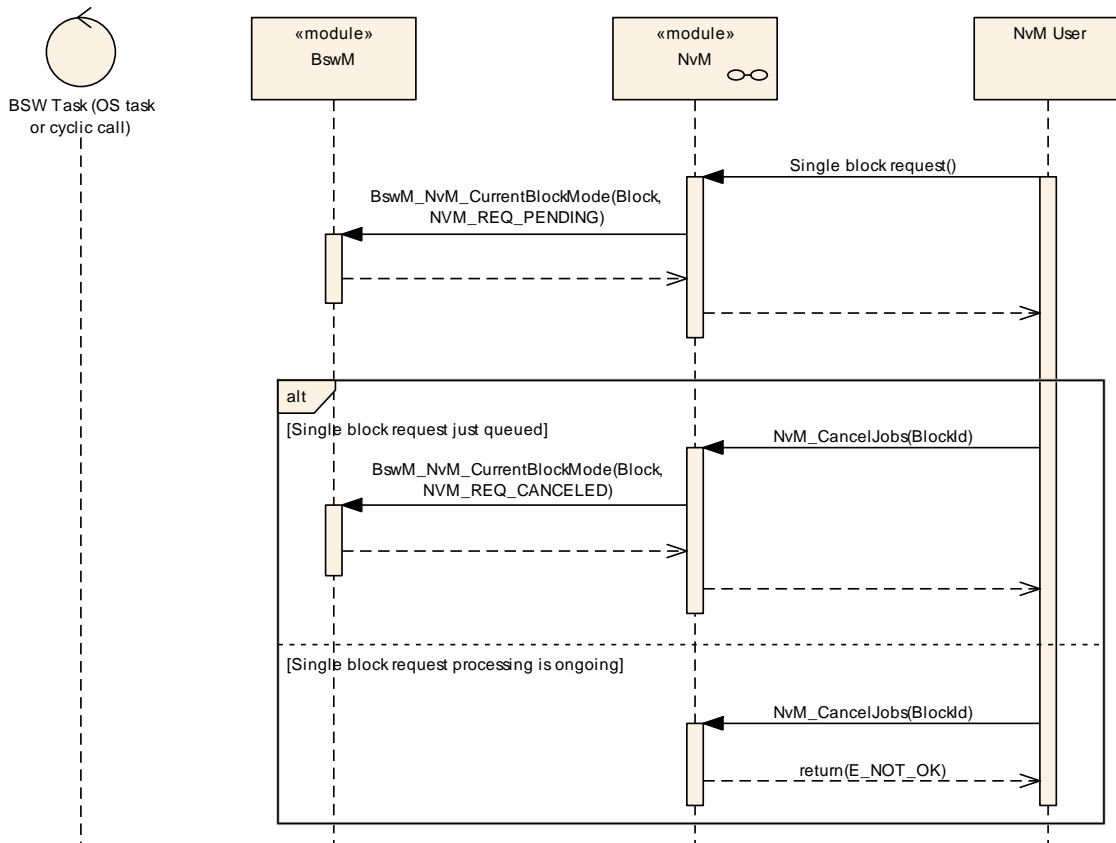 «module»
BswM
«module»
NvM
NvM User
BSW Task (OS task
or cyclic call)
Single block request()
BswM_NvM_CurrentBlockMode(Block,
NVM_REQ_PENDING)
alt
[Single block request just queued]
NvM_CancelJobs(BlockId)
BswM_NvM_CurrentBlockMode(Block,
NVM_REQ_CANCELED)
[Single block request processing is ongoing]
NvM_CancelJobs(BlockId)
return(E_NOT_OK)